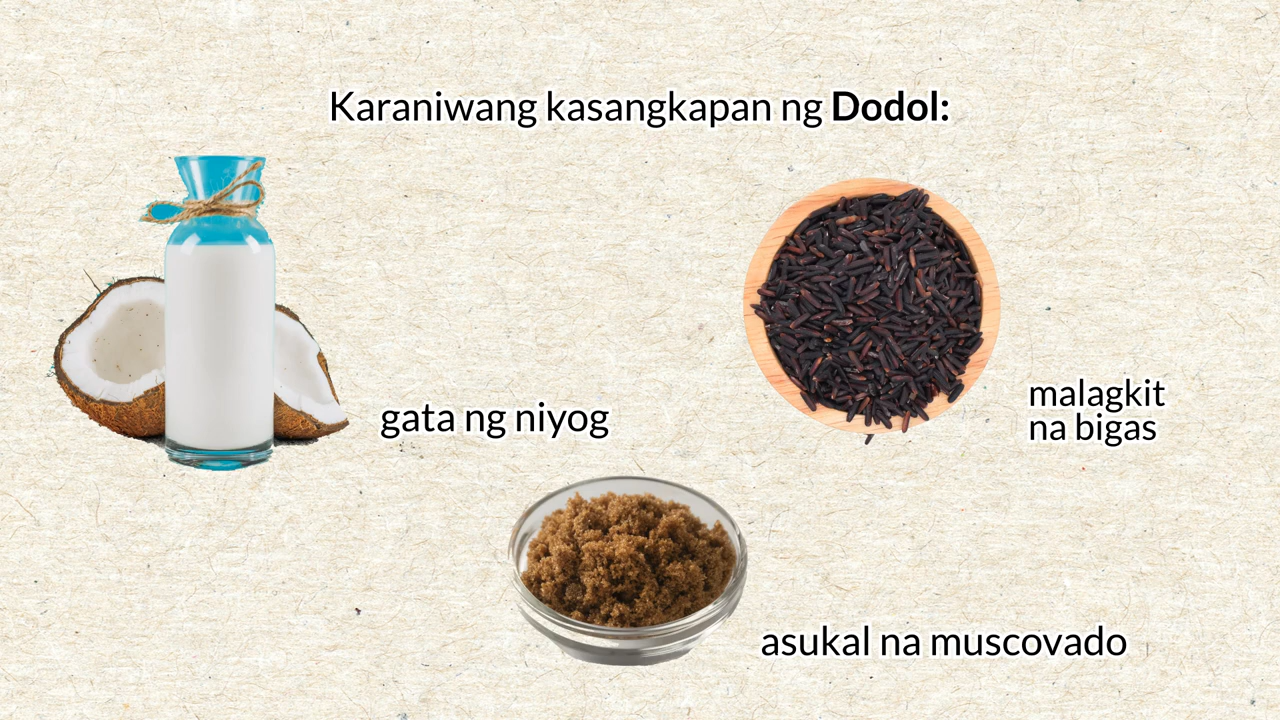 Karaniwang kasangkapan ng Dodol:
gata ng niyog
malagkit
na bigas
asukal na muscovado